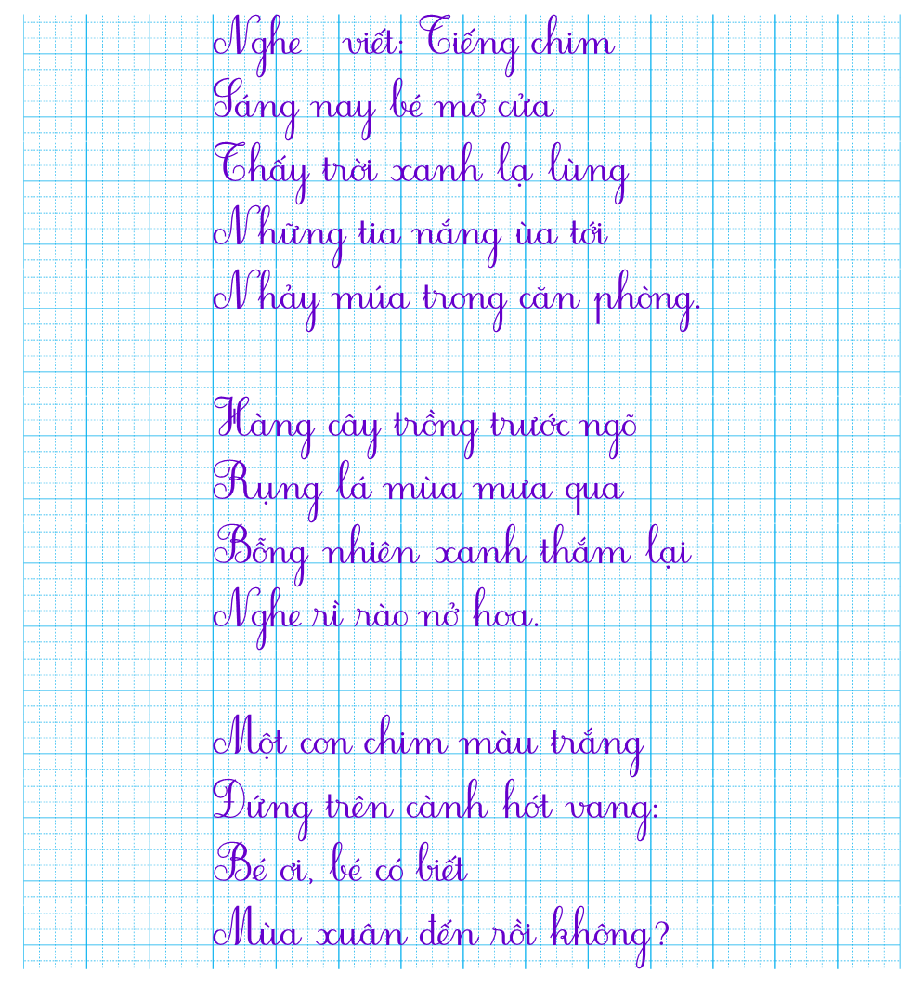 Nghe - viết: Tiếng chim
Sáng nay bé mở cửa
Thấy trời xanh lạ lùng
Những tia nắng ùa tới
Nhảy múa trong căn phòng.
Hàng cây trồng trước ngõ
Rụng lá mùa mưa qua
Bỗng nhiên xanh thắm lại
Nghe rì rào nở hoa.
Một con chim màu trắng
Đứng trên cành hót vang:
Bé ơi, bé có biết
Mùa xuân đến rồi không?